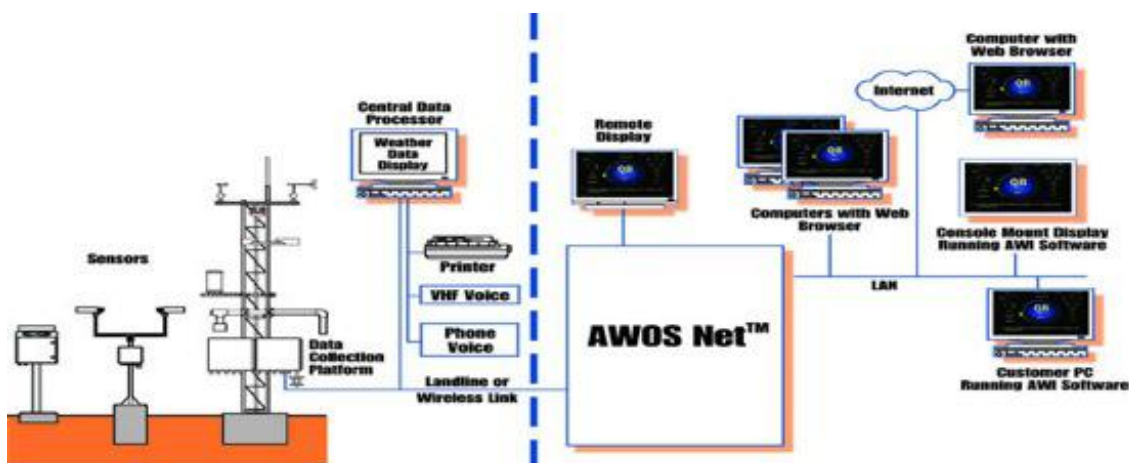 Computer with
Web Browser
Internet
Central Data
Processor
Weather
Data
Display
Remote
Display
Computers with Web
Browser
Console Mount Display
Running AWI Software
Sensors
Printer
VHF Voice
Phone
Voice
LAN
AWOS Net™
Data
Collection
Platform
Landline or
Wireless Link
Customer PC
Running AWI Software